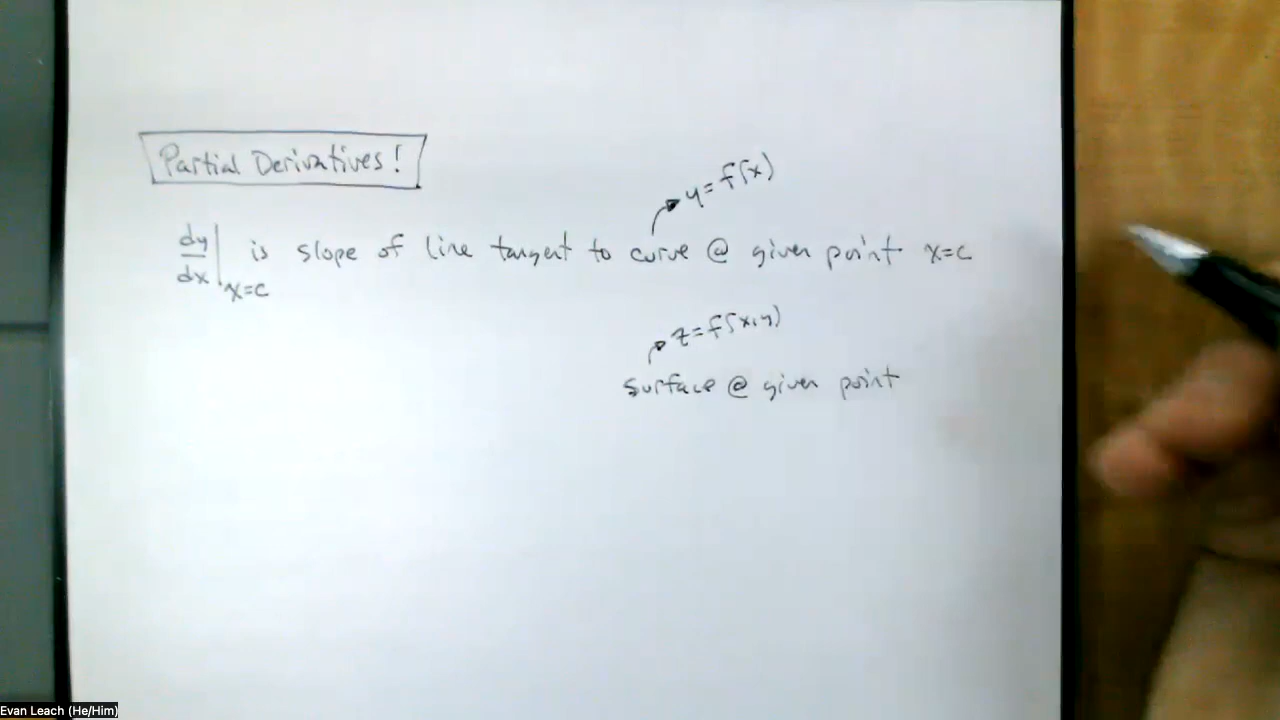 Partial Derivatives!
y=f(x)
dy/dx | x=c is slope of line tangent to curve @ given point x=c
z=f(x,y)
surface @ given point
Evan Leach (He/Him)